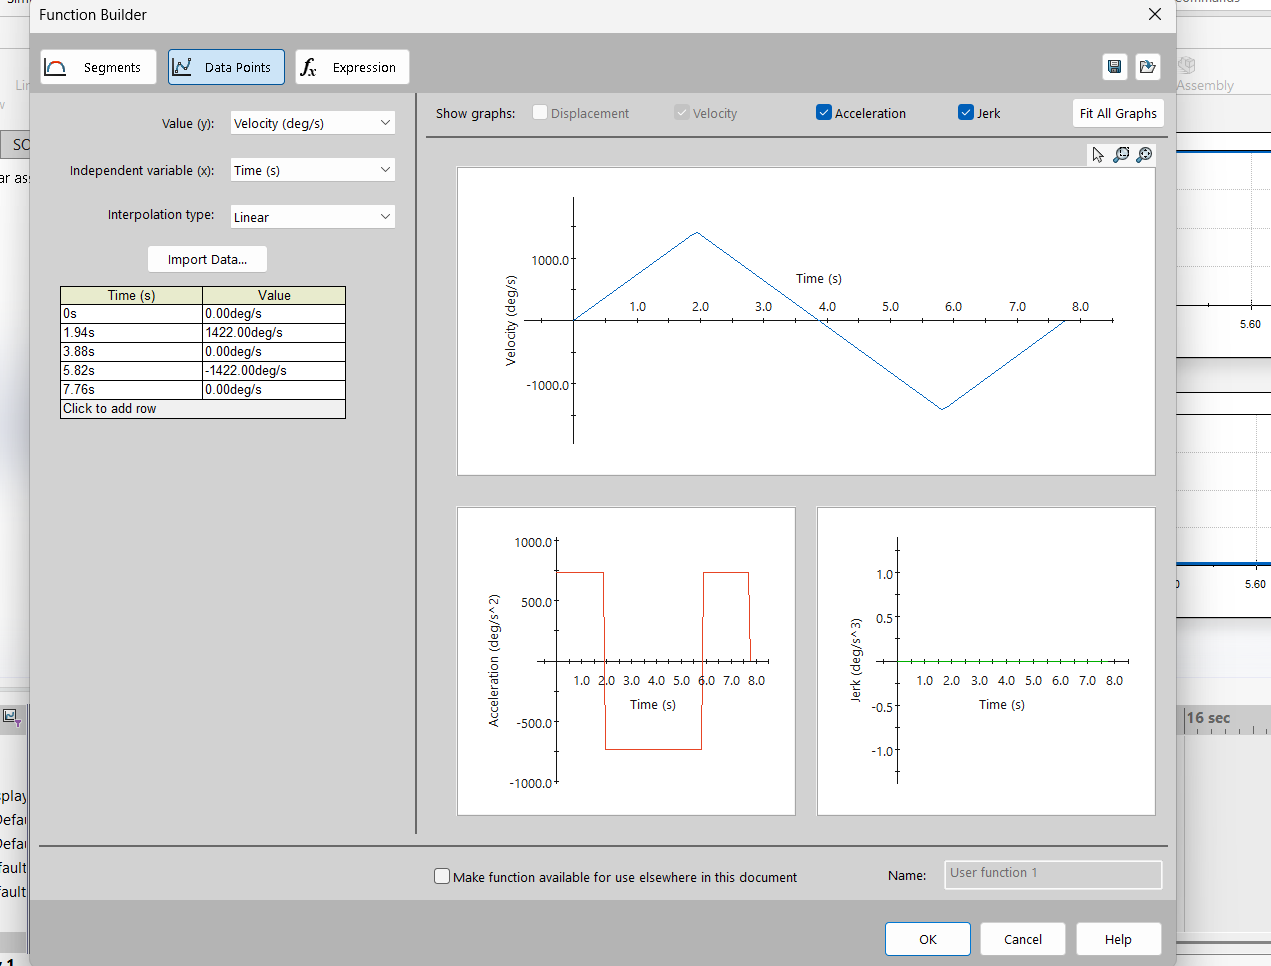 Function Builder
Segments
Data Points
fx Expression
Assembly
Value (y): Velocity (deg/s)
Independent variable (x): Time (s)
Interpolation type: Linear
Import Data...
Time (s) Value
0s 0.00deg/s
1.94s 1422.00deg/s
3.88s 0.00deg/s
5.82s -1422.00deg/s
7.76s 0.00deg/s
Click to add row
Show graphs: Displacement Velocity Acceleration Jerk Fit All Graphs
1000.0
-1000.0
Velocity (deg/s)
Time (s)
1.0 2.0 3.0 4.0 5.0 6.0 7.0 8.0
1000.0
500.0
-500.0
-1000.0
Acceleration (deg/s^2)
1.0 2.0 3.0 4.0 5.0 6.0 7.0 8.0
Time (s)
1.0
0.5
-0.5
-1.0
Jerk (deg/s^3)
1.0 2.0 3.0 4.0 5.0 6.0 7.0 8.0
Time (s)
5.60
5.60
16 sec
Make function available for use elsewhere in this document
Name: User function 1
OK Cancel Help